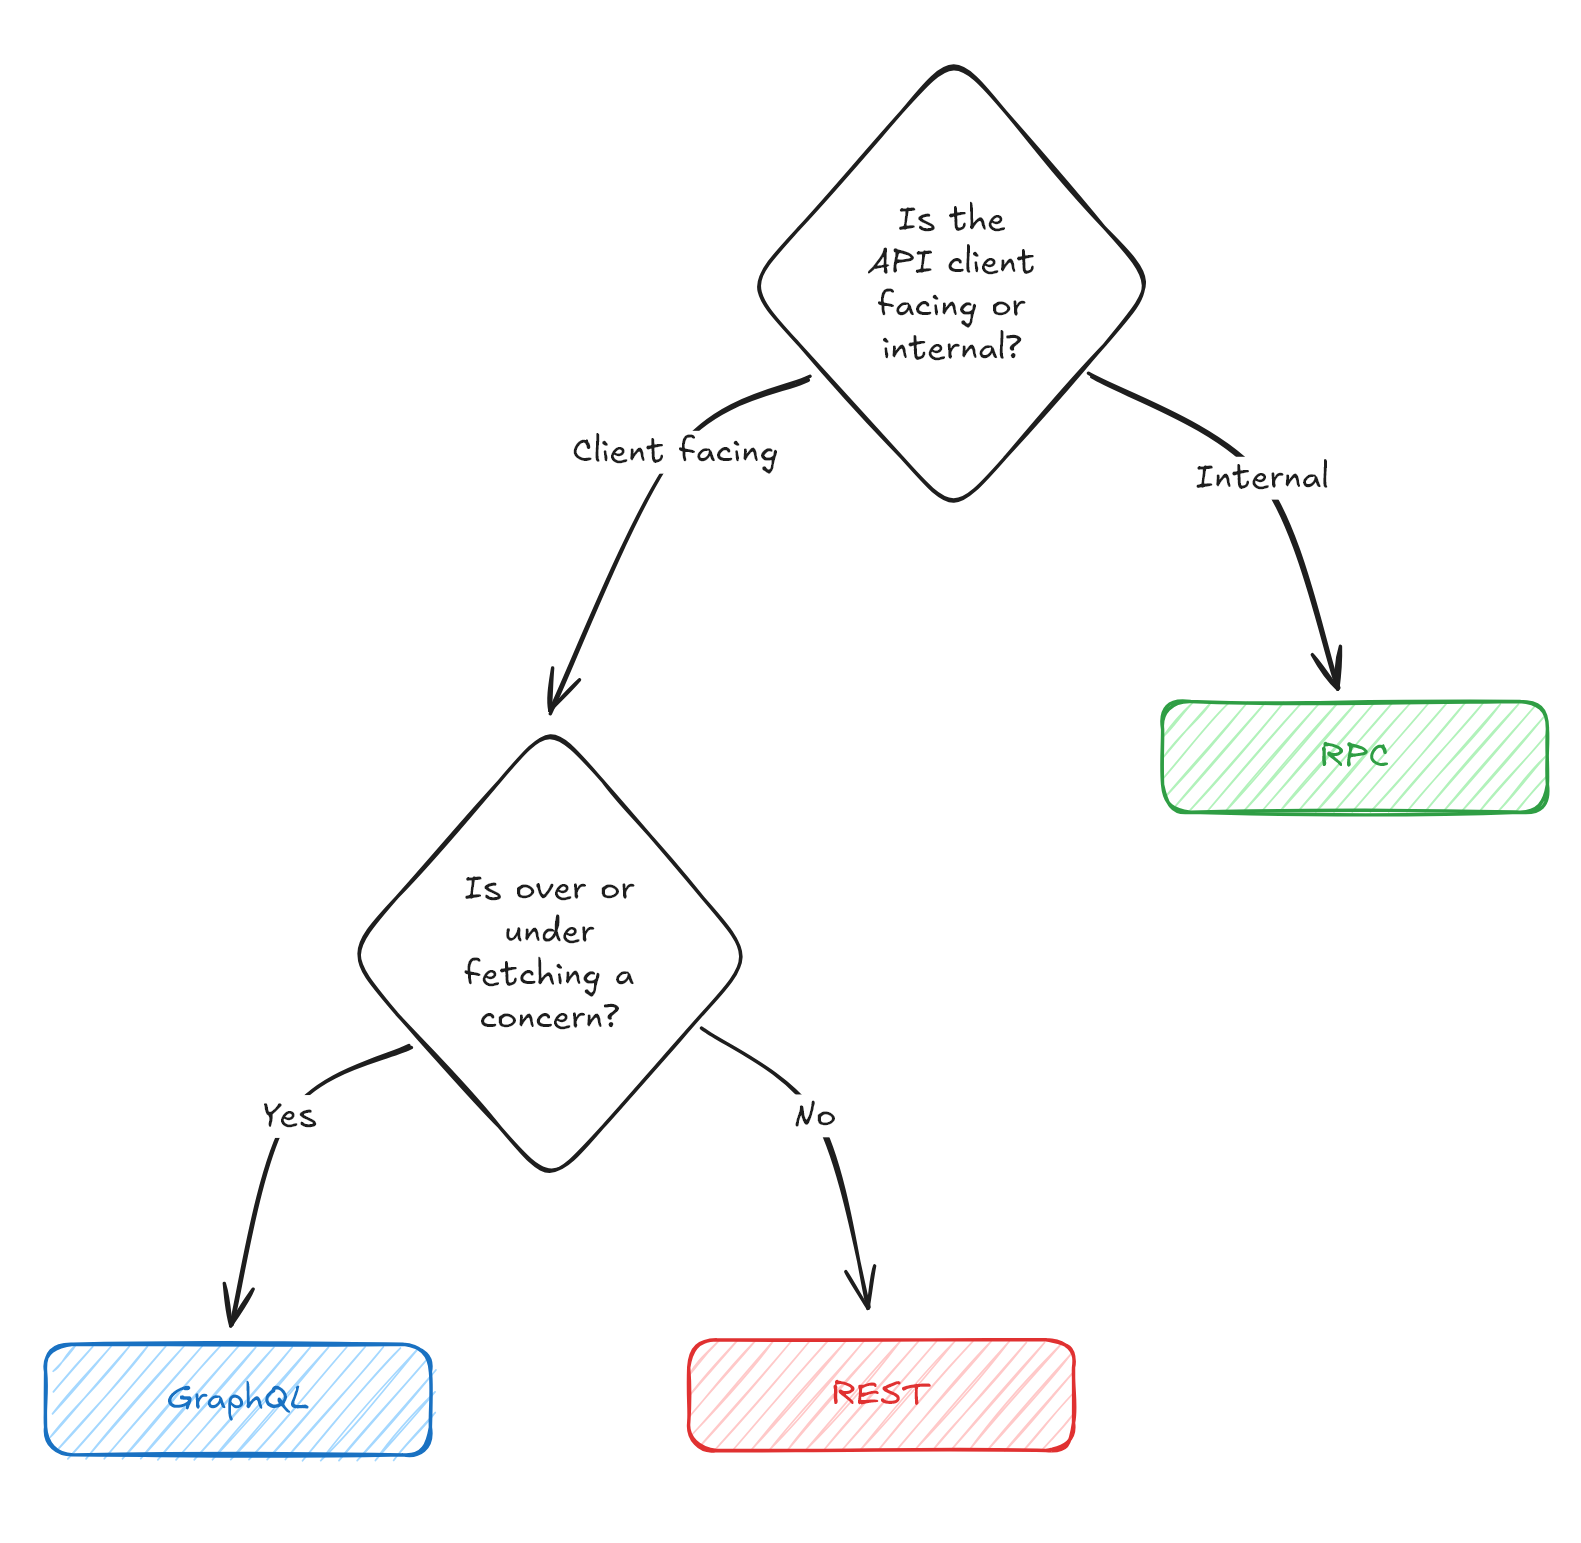 Is the
API client
facing or
internal?
Client facing
Internal
RPC
Is over or
under
fetching a
concern?
Yes
No
GraphQL
REST